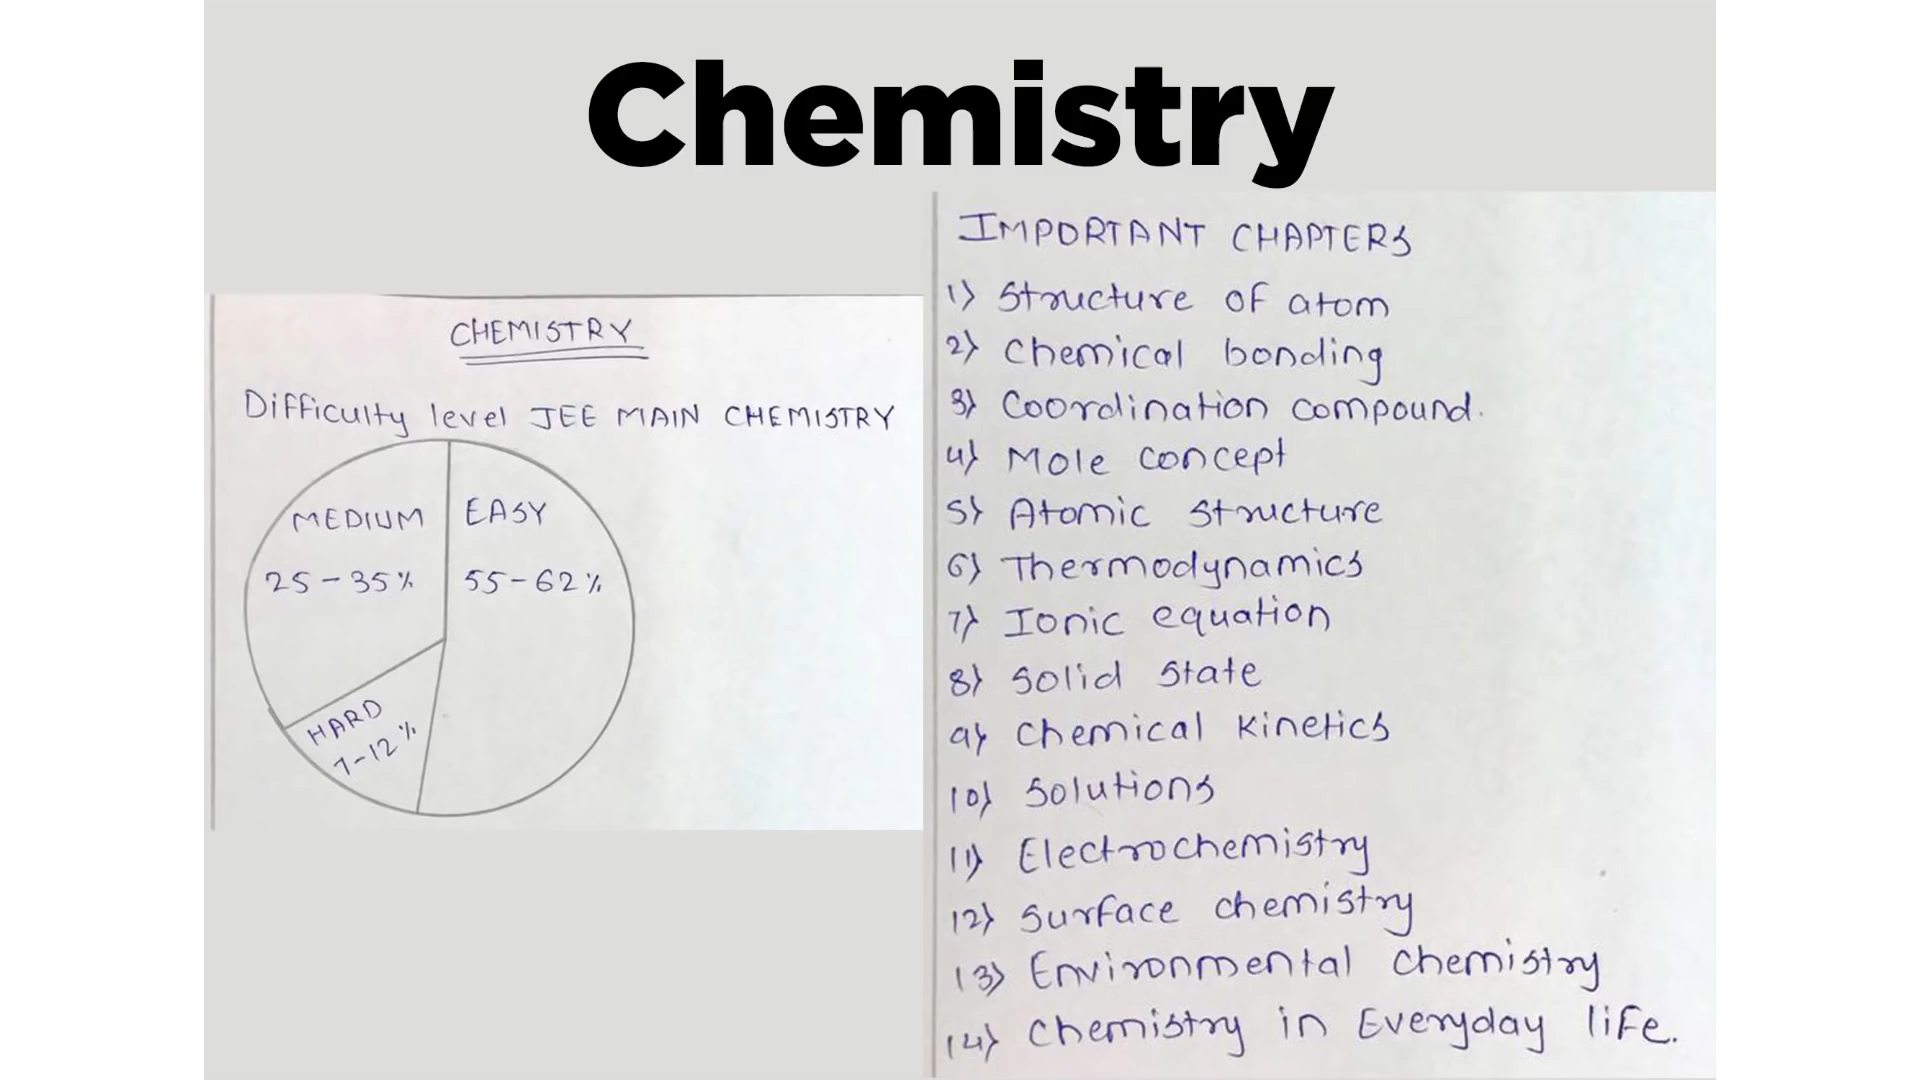 Chemistry
CHEMISTRY
Difficulty level JEE MAIN CHEMISTRY
MEDIUM
25-35%
EASY
55-62%
HARD
7-12%
IMPORTANT CHAPTERS
1) Structure of atom
2) Chemical bonding
3) Coordination compound.
4) Mole concept
5) Atomic structure
6) Thermodynamics
7) Ionic equation
8) Solid state
9) Chemical kinetics
10) Solutions
11) Electrochemistry
12) Surface chemistry
13) Environmental chemistry
14) Chemistry in Everyday life.